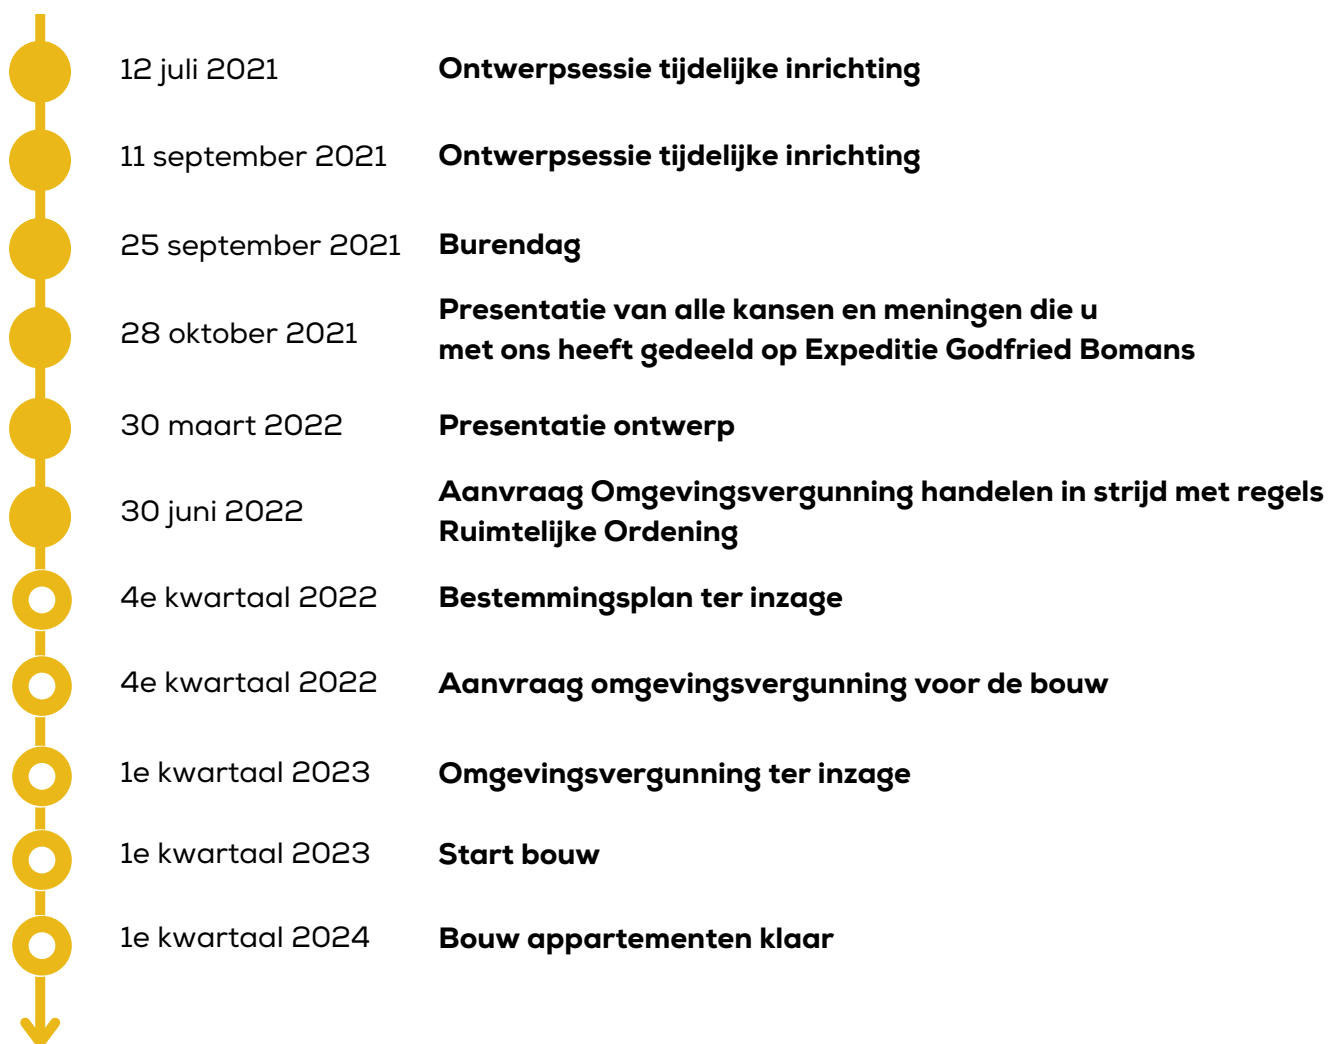 12 juli 2021 Ontwerpsessie tijdelijke inrichting
11 september 2021 Ontwerpsessie tijdelijke inrichting
25 september 2021 Burendag
28 oktober 2021 Presentatie van alle kansen en meningen die u
met ons heeft gedeeld op Expeditie Godfried Bomans
30 maart 2022 Presentatie ontwerp
30 juni 2022 Aanvraag Omgevingsvergunning handelen in strijd met regels
Ruimtelijke Ordening
4e kwartaal 2022 Bestemmingsplan ter inzage
4e kwartaal 2022 Aanvraag omgevingsvergunning voor de bouw
1e kwartaal 2023 Omgevingsvergunning ter inzage
1e kwartaal 2023 Start bouw
1e kwartaal 2024 Bouw appartementen klaar